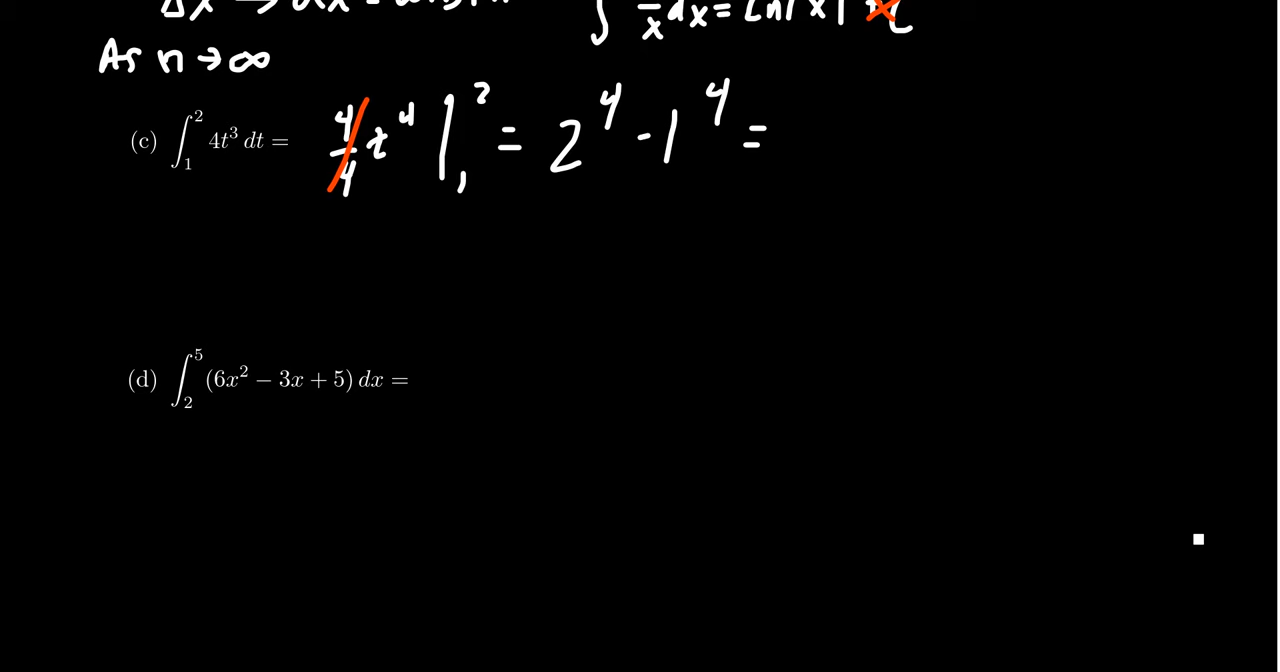 As n → ∞
∫ 1/x dx = ln|x| + C
(c) ∫₁² 4t³ dt = 4/4 t⁴ |₁² = 2⁴ - 1⁴ =
(d) ∫₂⁵ (6x² − 3x + 5) dx =